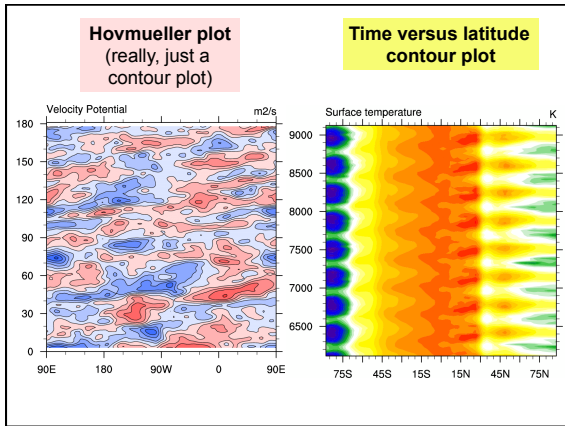 Hovmueller plot
(really, just a
contour plot)
Time versus latitude
contour plot
Velocity Potential m2/s
180
150
120
90
60
30
0
90E 180 90W 0 90E
Surface temperature K
9000
8500
8000
7500
7000
6500
75S 45S 15S 15N 45N 75N